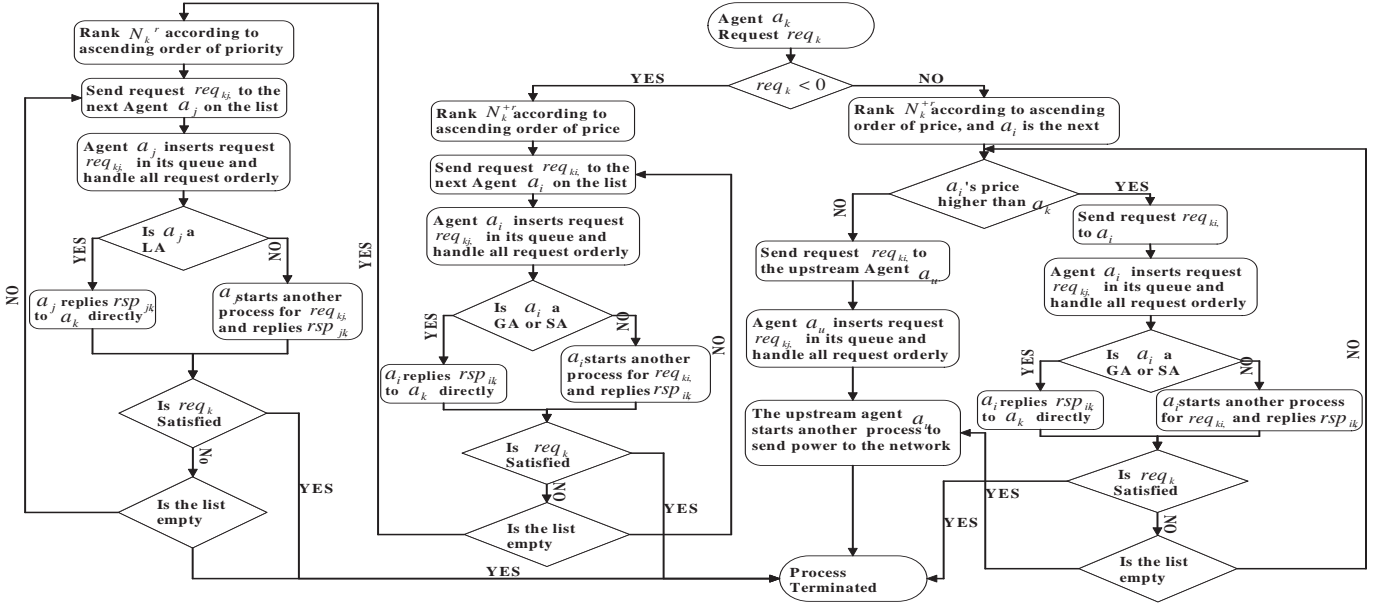 Agent a_k
Request req_k
req_k < 0
YES
NO
Rank N_k^r according to
ascending order of priority
Send request req_kj, to the
next Agent a_j on the list
Agent a_j inserts request
req_kj, in its queue and
handle all request orderly
Is a_j a
LA
YES
NO
a_j replies rsp_jk
to a_k directly
a_j starts another
process for req_kj,
and replies rsp_jk
Is req_k
Satisfied
No
YES
Is the list
empty
NO
YES
YES
Rank N_k^+r according to
ascending order of price
Send request req_ki, to the
next Agent a_i on the list
Agent a_i inserts request
req_kj, in its queue and
handle all request orderly
Is a_i a
GA or SA
YES
NO
a_i replies rsp_ik
to a_k directly
a_i starts another
process for req_ki,
and replies rsp_ik
Is req_k
Satisfied
NO
YES
Is the list
empty
NO
Rank N_k^+r according to ascending
order of price, and a_i is the next
a_i's price
higher than a_k
NO
YES
Send request req_ki, to
the upstream Agent a_u.
Agent a_u inserts request
req_kj, in its queue and
handle all request orderly
The upstream agent a_u
starts another process to
send power to the network
Send request req_ki,
to a_i
Agent a_i inserts request
req_kj, in its queue and
handle all request orderly
Is a_i a
GA or SA
YES
NO
a_i replies rsp_ik
to a_k directly
a_i starts another process
for req_ki, and replies rsp_ik
Is req_k
Satisfied
YES
NO
Is the list
empty
YES
NO
Process
Terminated